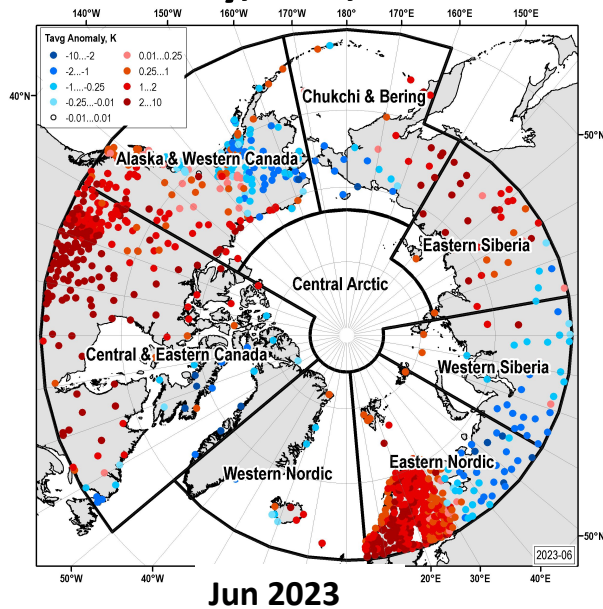 140°W 150°W 160°W 170°W 180° 170°E 160°E 150°E
Tavg Anomaly, K
-10...-2 0.01...0.25
-2...-1 0.25...1
-1...-0.25 1...2
-0.25...-0.01 2...10
-0.01...0.01
40°N
Chukchi & Bering
50°N
Alaska & Western Canada
Eastern Siberia
Central Arctic
Central & Eastern Canada
Western Siberia
Eastern Nordic
Western Nordic
50°N
2023-06
50°W 40°W 20°E 30°E 40°E
Jun 2023